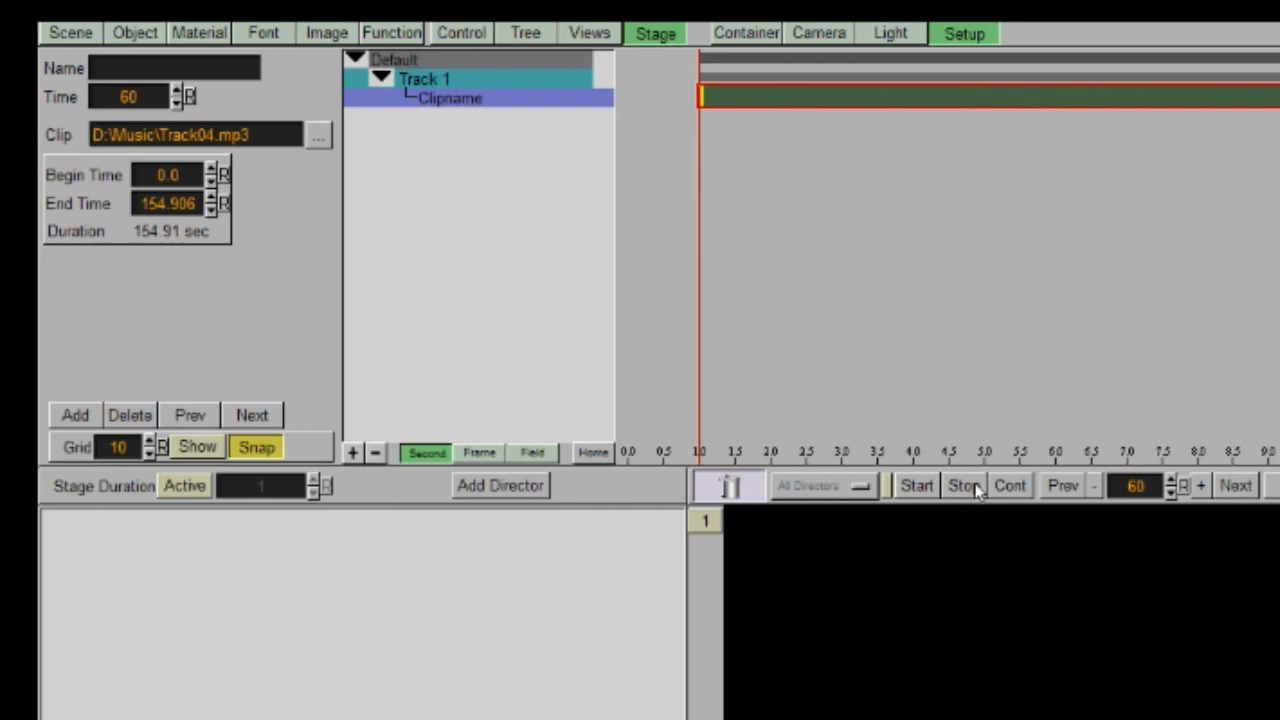 Scene Object Material Font Image Function Control Tree Views Stage Container Camera Light Setup
Name
Time 60 R
Clip D:\Music\Track04.mp3 ...
Begin Time 0.0 R
End Time 154.906 R
Duration 154.91 sec
Default
Track 1
Clipname
Add Delete Prev Next
Grid 10 R Show Snap
+ - Second Frame Field Home 0.0 0.5 1.0 1.5 2.0 2.5 3.0 3.5 4.0 4.5 5.0 5.5 6.0 6.5 7.0 7.5 8.0 8.5 9.0
Stage Duration Active 1 R Add Director
All Directors Start Stop Cont Prev - 60 R + Next
1